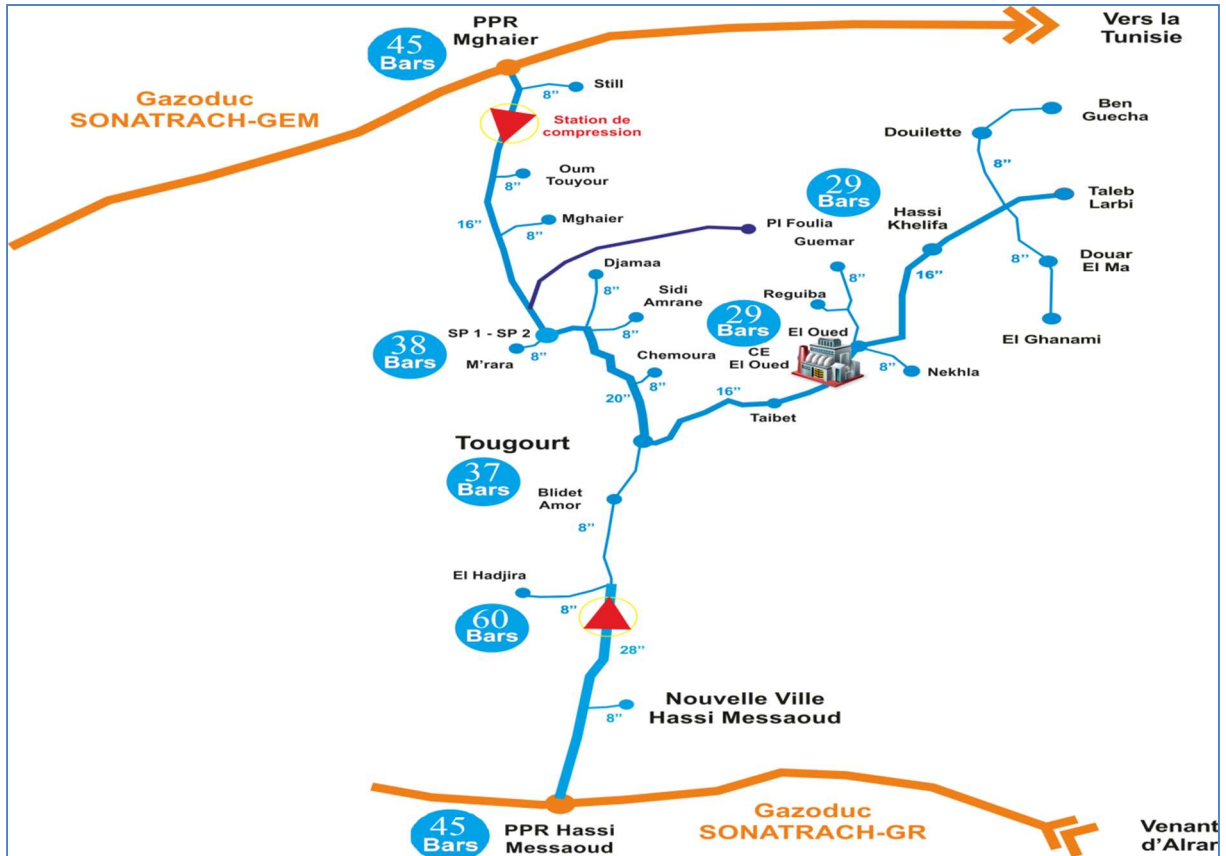 PPR
Mghaier
45
Bars
Vers la
Tunisie
Gazoduc
SONATRACH-GEM
Still
8”
Station de
compression
Ben
Guecha
Douilette
8”
Oum
Touyour
8”
29
Bars
Taleb
Larbi
Hassi
Khelifa
16”
Mghaier
8”
PI Foulia
Guemar
8”
Djamaa
8”
Sidi
Amrane
8”
Reguiba
16”
8”
Douar
El Ma
29
Bars
El Oued
CE
El Oued
El Ghanami
SP 1 - SP 2
38
Bars
M’rara
8”
Chemoura
8”
8”
Nekhla
20”
16”
Taibet
Tougourt
37
Bars
Blidet
Amor
8”
El Hadjira
8”
60
Bars
28”
Nouvelle Ville
Hassi Messaoud
8”
Gazoduc
SONATRACH-GR
45
Bars
PPR Hassi
Messaoud
Venant
d’Alrar